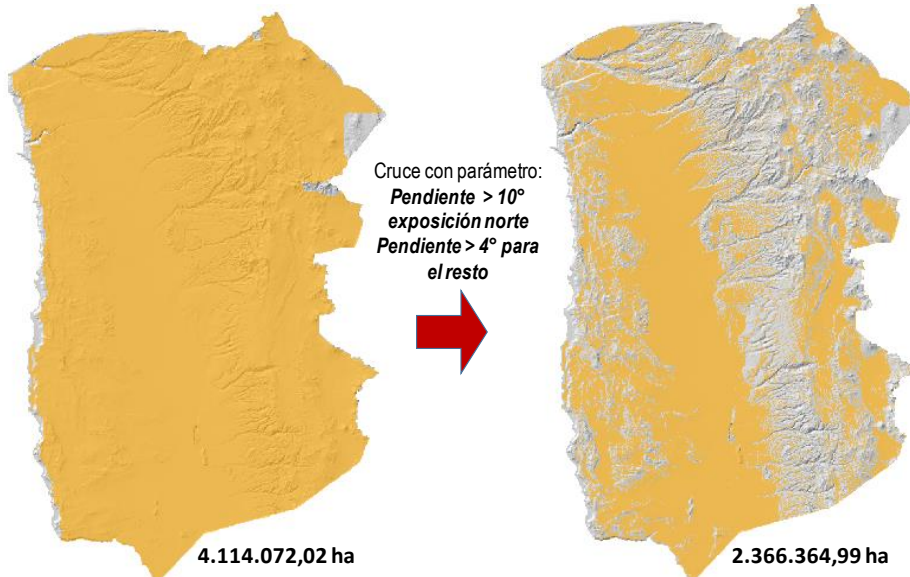 Cruce con parámetro:
Pendiente > 10°
exposición norte
Pendiente > 4° para
el resto
4.114.072,02 ha
2.366.364,99 ha